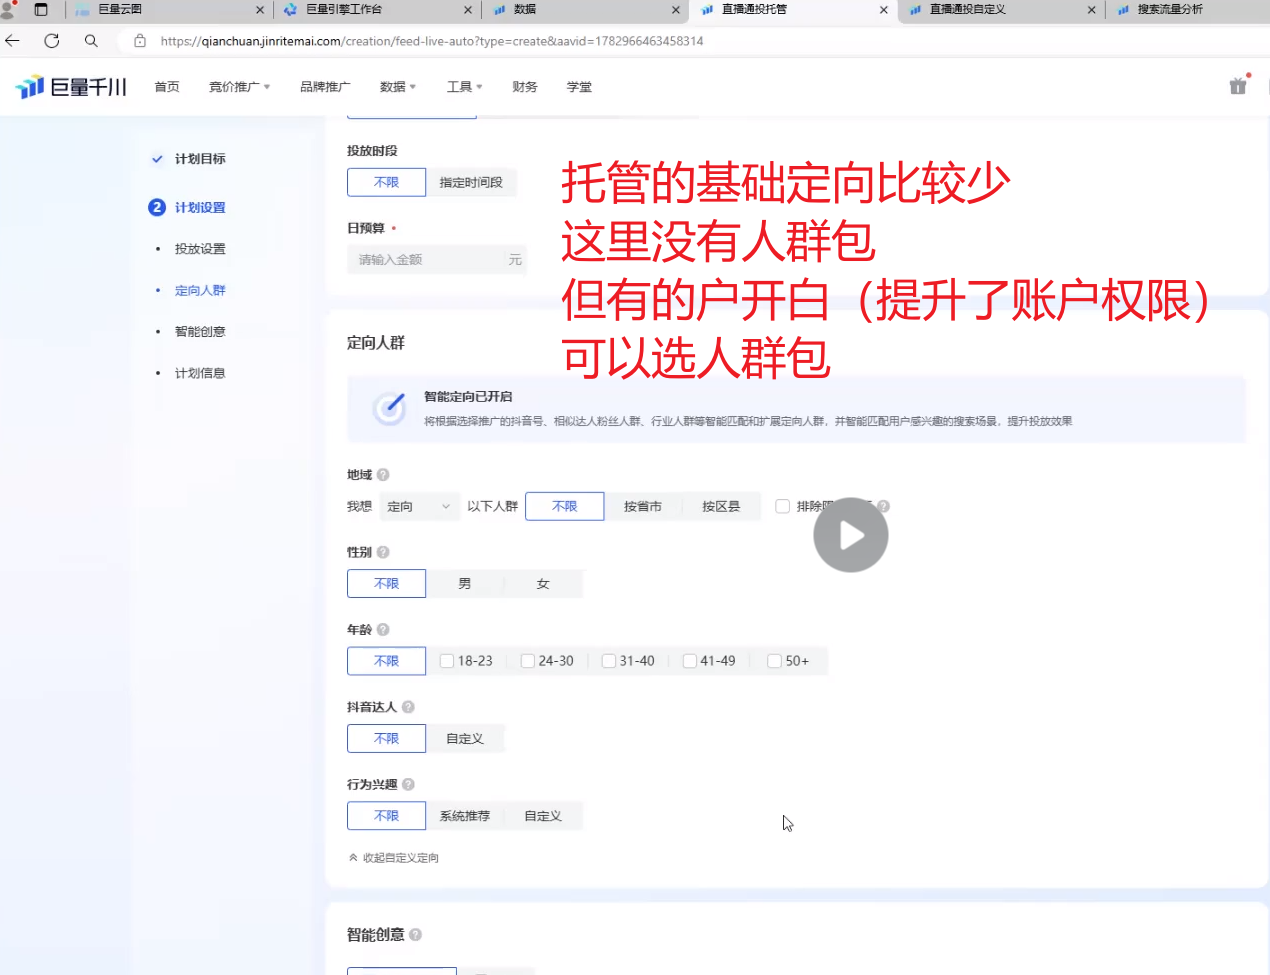 巨量云图
巨量引擎工作台
数据
直播通投托管
直播通投自定义
搜索流量分析
https://qianchuan.jinritemai.com/creation/feed-live-auto?type=create&aavid=1782966463458314
巨量千川
首页
竞价推广
品牌推广
数据
工具
财务
学堂
计划目标
2 计划设置
投放设置
定向人群
智能创意
计划信息
投放时段
不限 指定时间段
日预算
请输入金额 元
托管的基础定向比较少
这里没有人群包
但有的户开白（提升了账户权限）
可以选人群包
定向人群
智能定向已开启
将根据选择推广的抖音号、相似达人粉丝人群、行业人群等智能匹配和扩展定向人群，并智能匹配用户感兴趣的搜索场景，提升投放效果
地域
我想 定向 以下人群 不限 按省市 按区县 排除
性别
不限 男 女
年龄
不限 18-23 24-30 31-40 41-49 50+
抖音达人
不限 自定义
行为兴趣
不限 系统推荐 自定义
收起自定义定向
智能创意